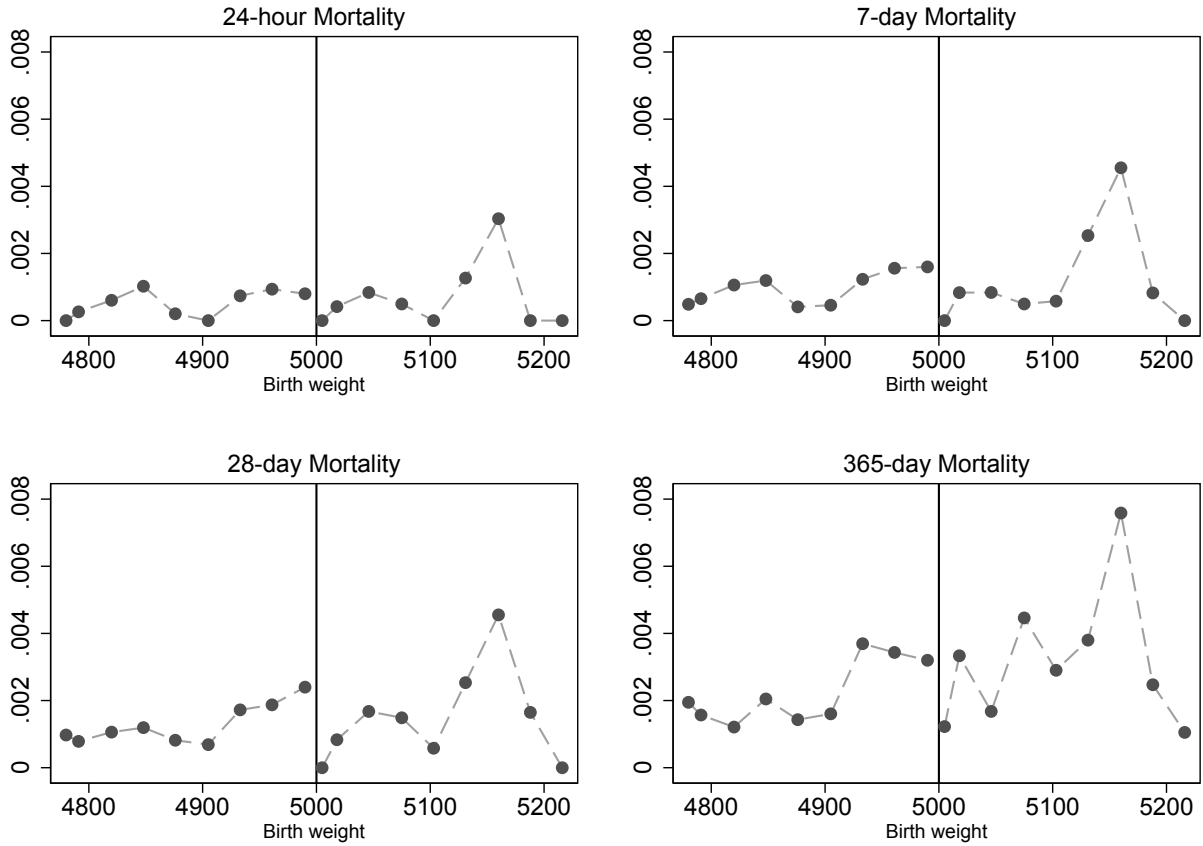 24-hour Mortality
.008
.006
.004
.002
0
4800 4900 5000 5100 5200
Birth weight
7-day Mortality
.008
.006
.004
.002
0
4800 4900 5000 5100 5200
Birth weight
28-day Mortality
.008
.006
.004
.002
0
4800 4900 5000 5100 5200
Birth weight
365-day Mortality
.008
.006
.004
.002
0
4800 4900 5000 5100 5200
Birth weight